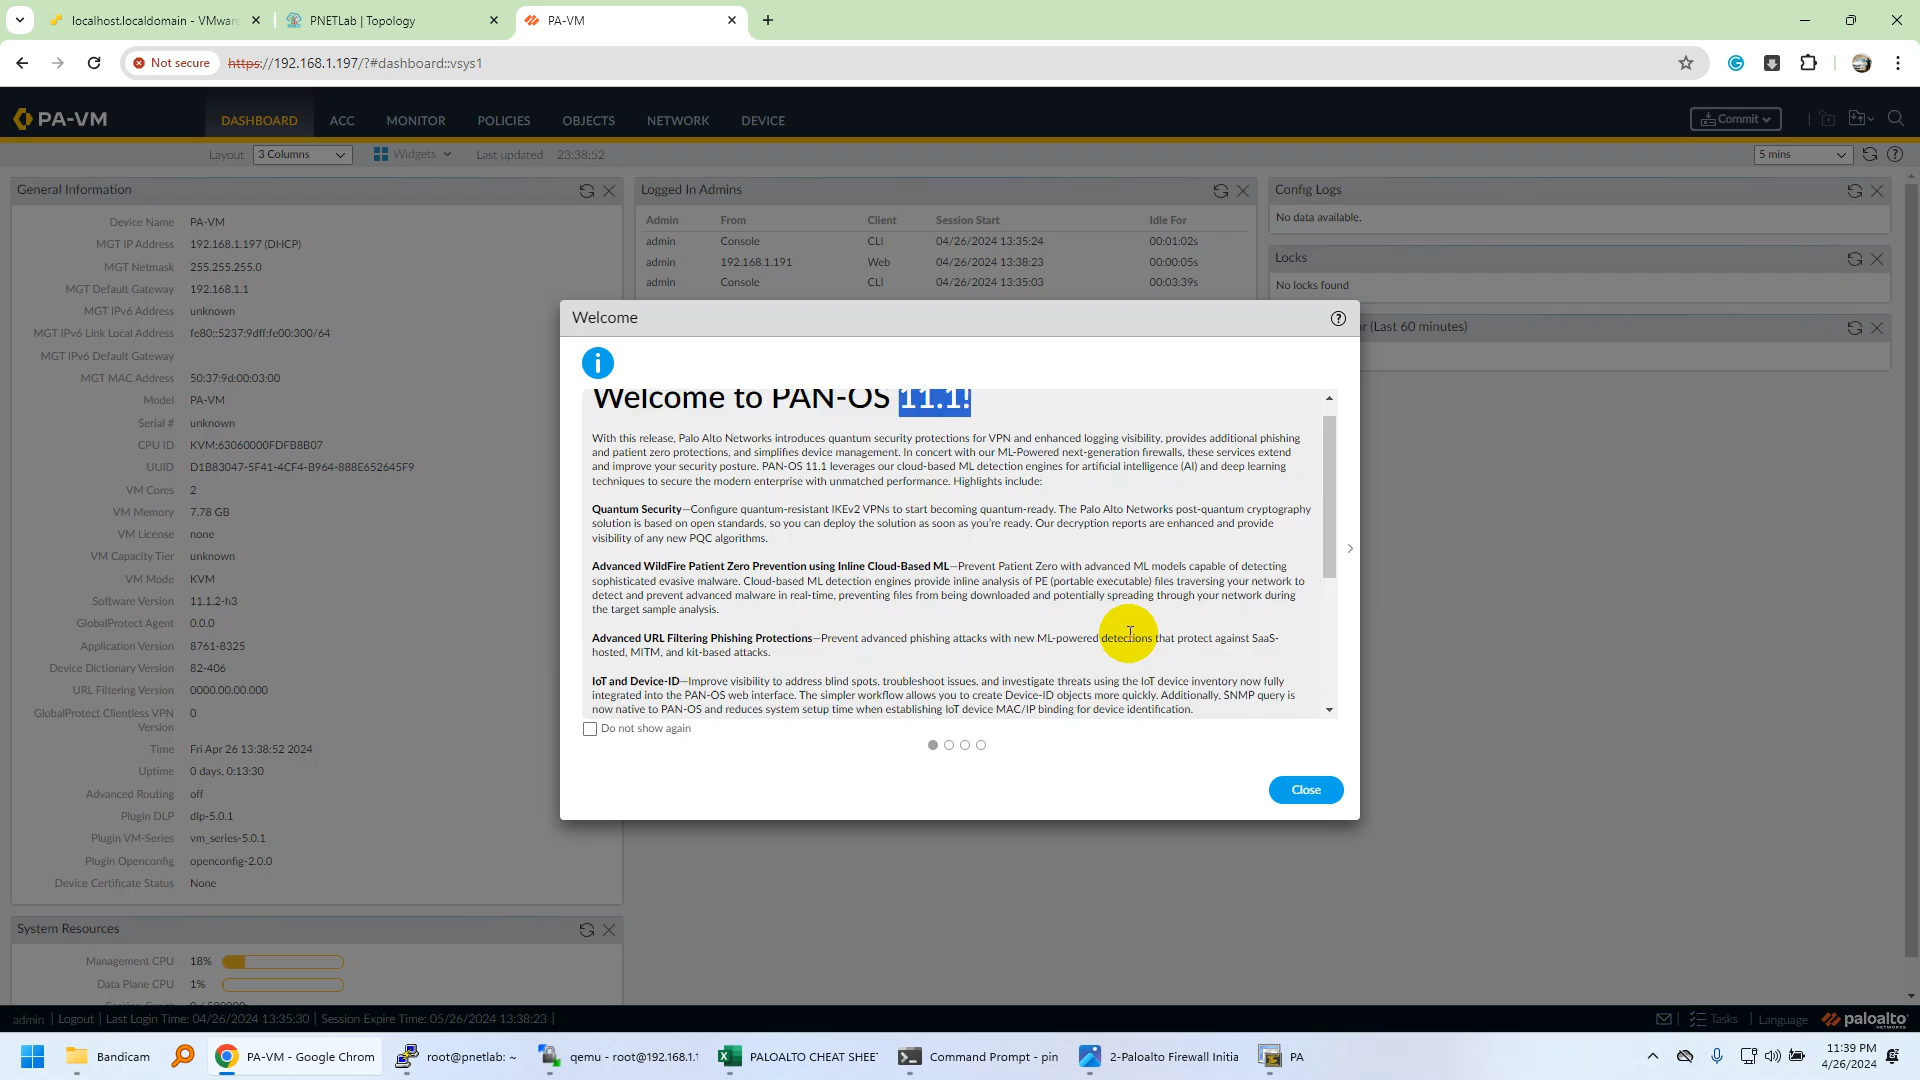 localhost.localdomain - VMware
PNETLab | Topology
PA-VM
Not secure
https://192.168.1.197/?#dashboard::vsys1
PA-VM
DASHBOARD
ACC
MONITOR
POLICIES
OBJECTS
NETWORK
DEVICE
Commit
Layout
3 Columns
Widgets
Last updated 23:38:52
5 mins
General Information
Device Name PA-VM
MGT IP Address 192.168.1.197 (DHCP)
MGT Netmask 255.255.255.0
MGT Default Gateway 192.168.1.1
MGT IPv6 Address unknown
MGT IPv6 Link Local Address fe80::5237:9dff:fe00:300/64
MGT IPv6 Default Gateway
MGT MAC Address 50:37:9d:00:03:00
Model PA-VM
Serial # unknown
CPU ID KVM:63060000FDFB8B07
UUID D1B83047-5F41-4CF4-B964-888E652645F9
VM Cores 2
VM Memory 7.78 GB
VM License none
VM Capacity Tier unknown
VM Mode KVM
Software Version 11.1.2-h3
GlobalProtect Agent 0.0.0
Application Version 8761-8325
Device Dictionary Version 82-406
URL Filtering Version 0000.00.00.000
GlobalProtect Clientless VPN 0
Version
Time Fri Apr 26 13:38:52 2024
Uptime 0 days, 0:13:30
Advanced Routing off
Plugin DLP dlp-5.0.1
Plugin VM-Series vm_series-5.0.1
Plugin Openconfig openconfig-2.0.0
Device Certificate Status None
System Resources
Management CPU 18%
Data Plane CPU 1%
Logged In Admins
Admin From Client Session Start Idle For
admin Console CLI 04/26/2024 13:35:24 00:01:02s
admin 192.168.1.191 Web 04/26/2024 13:38:23 00:00:05s
admin Console CLI 04/26/2024 13:35:03 00:03:39s
Config Logs
No data available.
Locks
No locks found
r (Last 60 minutes)
Welcome
Welcome to PAN-OS 11.1!
With this release, Palo Alto Networks introduces quantum security protections for VPN and enhanced logging visibility, provides additional phishing
and patient zero protections, and simplifies device management. In concert with our ML-Powered next-generation firewalls, these services extend
and improve your security posture. PAN-OS 11.1 leverages our cloud-based ML detection engines for artificial intelligence (AI) and deep learning
techniques to secure the modern enterprise with unmatched performance. Highlights include:
Quantum Security—Configure quantum-resistant IKEv2 VPNs to start becoming quantum-ready. The Palo Alto Networks post-quantum cryptography
solution is based on open standards, so you can deploy the solution as soon as you're ready. Our decryption reports are enhanced and provide
visibility of any new PQC algorithms.
Advanced WildFire Patient Zero Prevention using Inline Cloud-Based ML—Prevent Patient Zero with advanced ML models capable of detecting
sophisticated evasive malware. Cloud-based ML detection engines provide inline analysis of PE (portable executable) files traversing your network to
detect and prevent advanced malware in real-time, preventing files from being downloaded and potentially spreading through your network during
the target sample analysis.
Advanced URL Filtering Phishing Protections—Prevent advanced phishing attacks with new ML-powered detections that protect against SaaS-
hosted, MITM, and kit-based attacks.
IoT and Device-ID—Improve visibility to address blind spots, troubleshoot issues, and investigate threats using the IoT device inventory now fully
integrated into the PAN-OS web interface. The simpler workflow allows you to create Device-ID objects more quickly. Additionally, SNMP query is
now native to PAN-OS and reduces system setup time when establishing IoT device MAC/IP binding for device identification.
Do not show again
Close
admin | Logout | Last Login Time: 04/26/2024 13:35:30 | Session Expire Time: 05/26/2024 13:38:23 |
Tasks | Language
paloalto
NETWORKS
Bandicam
PA-VM - Google Chrom
root@pnetlab: ~
qemu - root@192.168.1.1
PALOALTO CHEAT SHEET
Command Prompt - pin
2-Paloalto Firewall Initia
PA
11:39 PM
4/26/2024